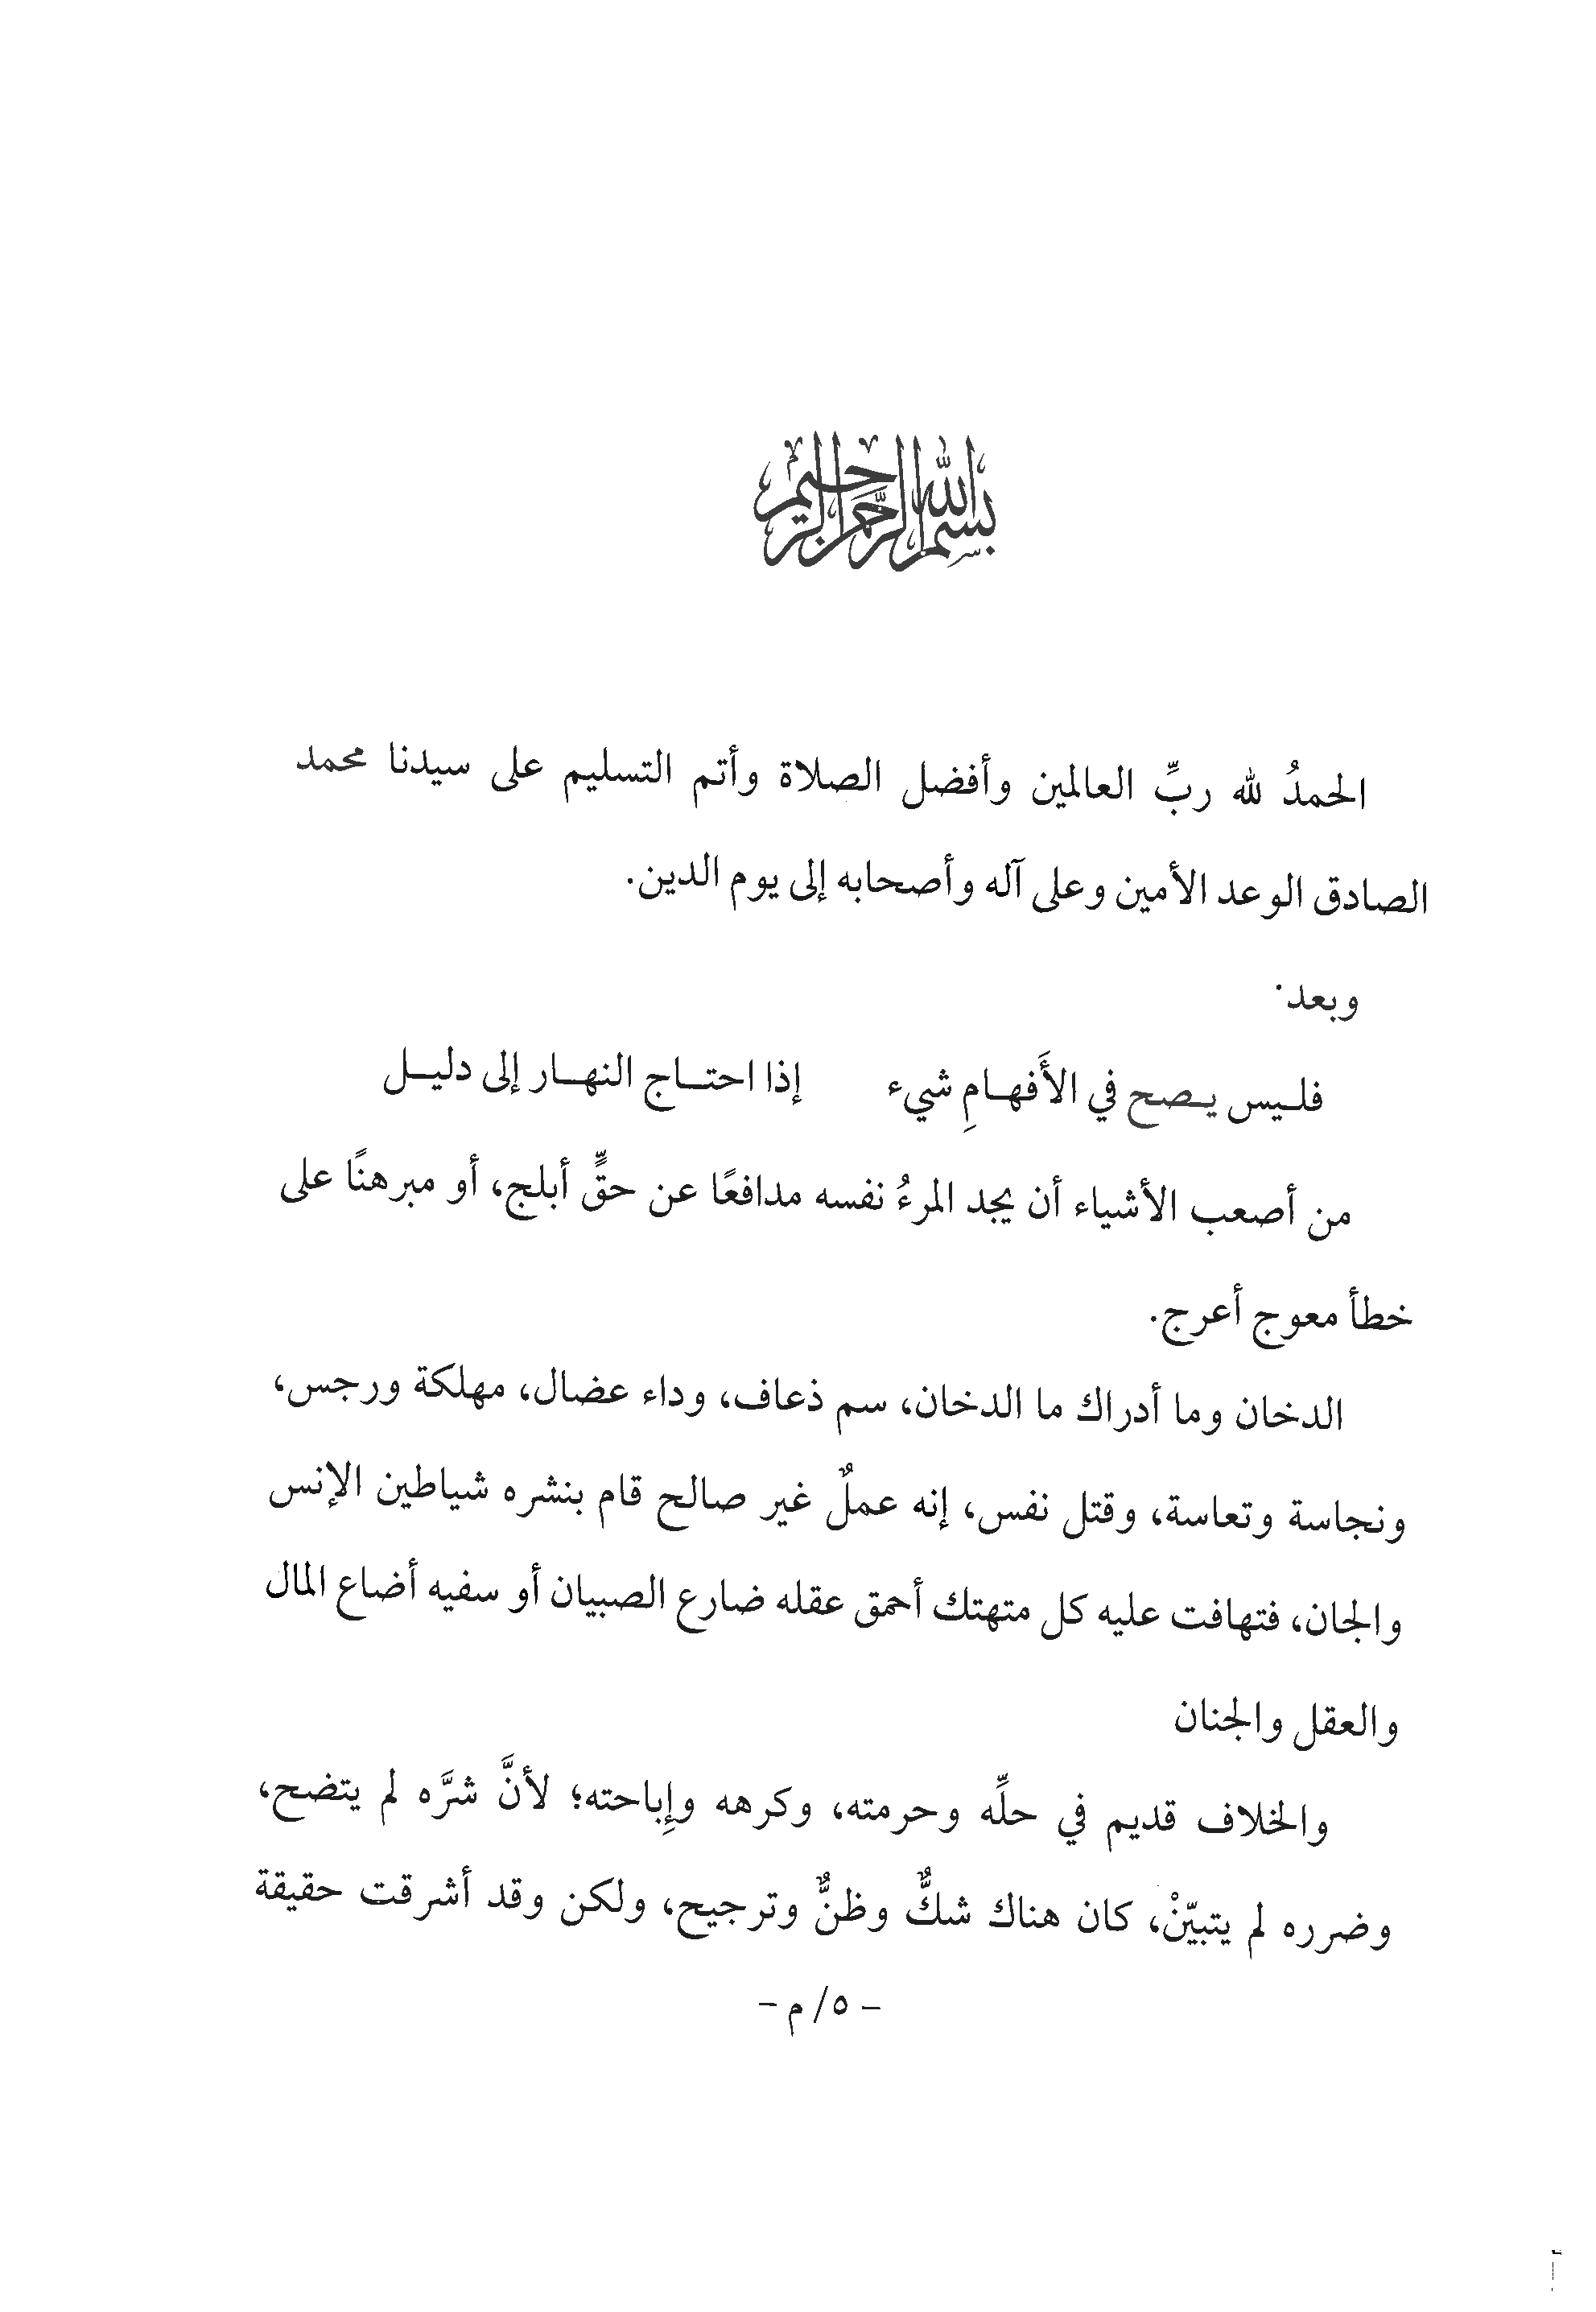 بسم الله الرحمن الرحيم
الحمدُ لله ربِّ العالمين وأفضل الصلاة وأتم التسليم على سيدنا محمد
الصادق الوعد الأمين وعلى آله وأصحابه إلى يوم الدين.
وبعد.
فليس يصح في الأَفهامِ شيء إذا احتاج النهار إلى دليل
من أصعب الأشياء أن يجد المرءُ نفسه مدافعًا عن حقٍّ أبلج، أو مبرهنًا على
خطأ معوج أعرج.
الدخان وما أدراك ما الدخان، سم ذعاف، وداء عضال، مهلكة ورجس،
ونجاسة وتعاسة، وقتل نفس، إنه عملٌ غير صالح قام بنشره شياطين الإنس
والجان، فتهافت عليه كل متهتك أحمق عقله ضارع الصبيان أو سفيه أضاع المال
والعقل والجنان
والخلاف قديم في حلِّه وحرمته، وكرهه وإِباحته؛ لأنَّ شرَّه لم يتضح،
وضرره لم يتبيّنْ، كان هناك شكٌّ وظنٌّ وترجيح، ولكن وقد أشرقت حقيقة
- ٥/ م -